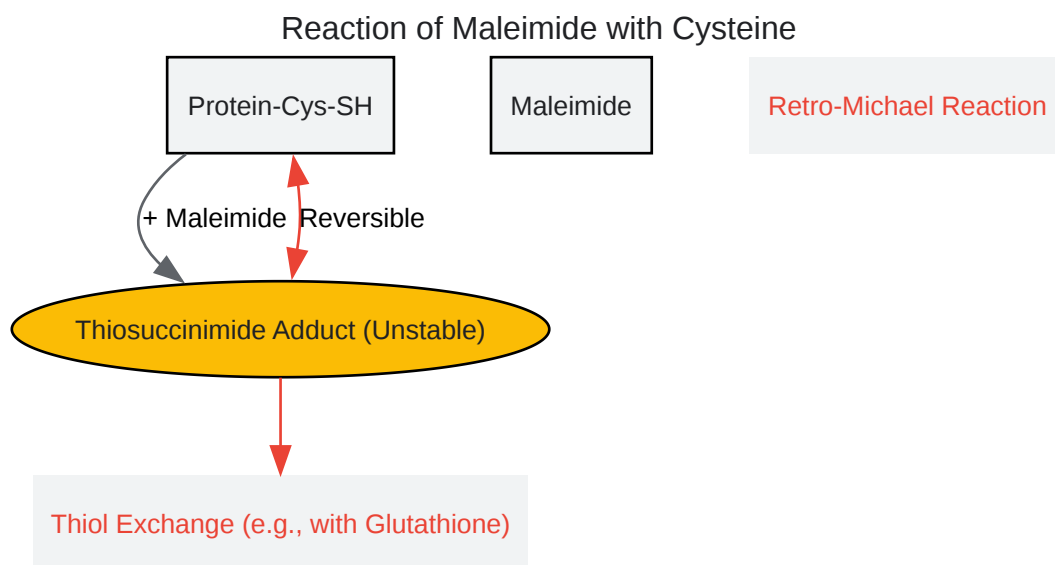 Reaction of Maleimide with Cysteine
Protein-Cys-SH
Maleimide
Retro-Michael Reaction
+ Maleimide
Reversible
Thiosuccinimide Adduct (Unstable)
Thiol Exchange (e.g., with Glutathione)